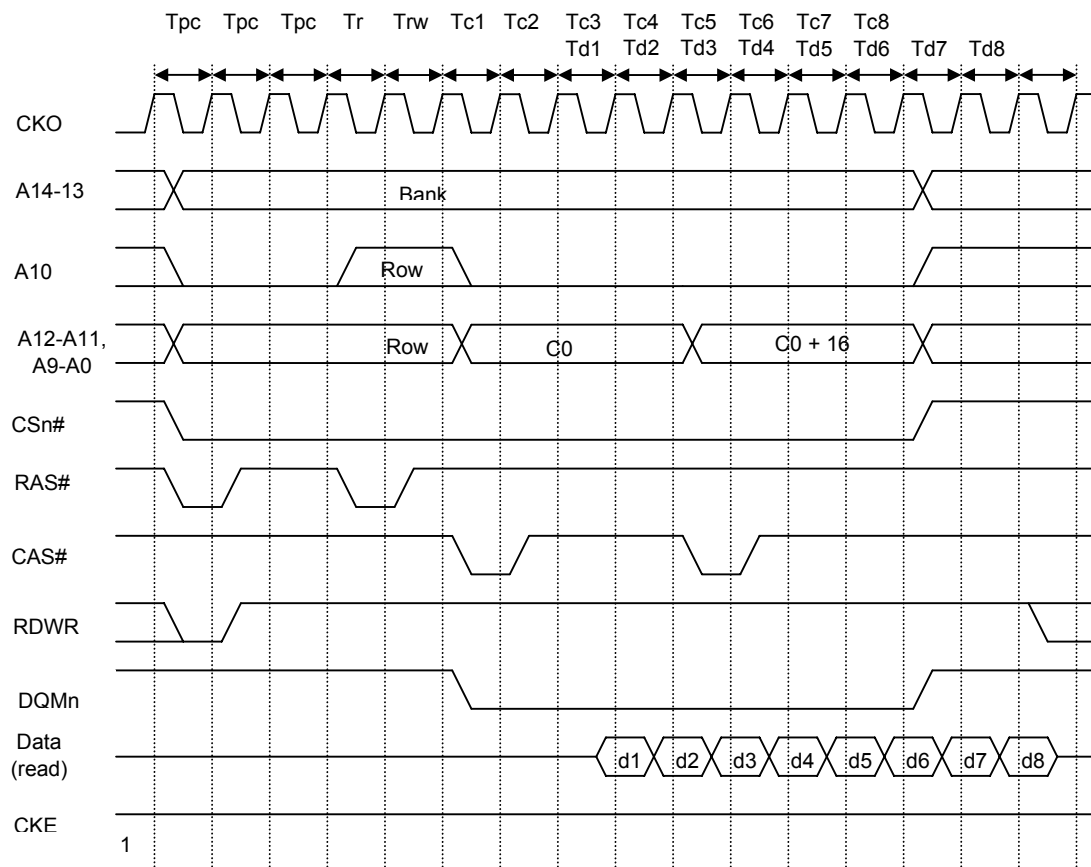 Tpc Tpc Tpc Tr Trw Tc1 Tc2 Tc3 Tc4 Tc5 Tc6 Tc7 Tc8
Td1 Td2 Td3 Td4 Td5 Td6 Td7 Td8
CKO
A14-13
Bank
A10
Row
A12-A11,
A9-A0
Row C0 C0 + 16
CSn#
RAS#
CAS#
RDWR
DQMn
Data
(read)
d1 d2 d3 d4 d5 d6 d7 d8
CKE
1